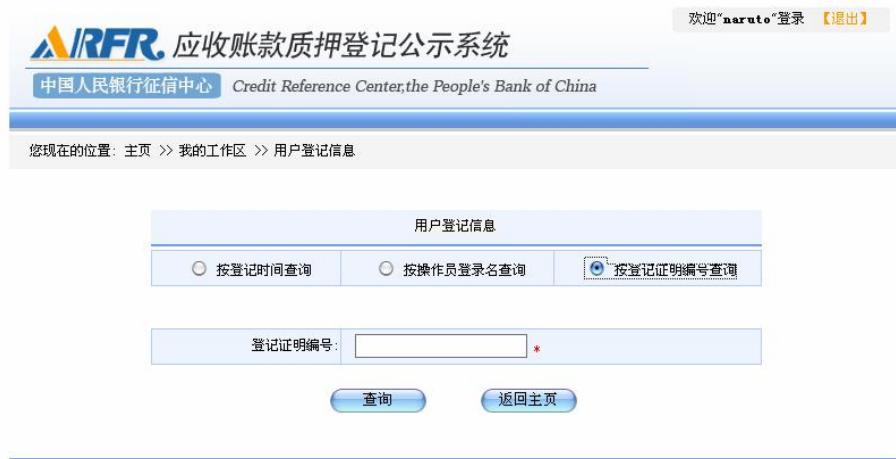 欢迎“naruto”登录 【退出】
ARFR 应收账款质押登记公示系统
中国人民银行征信中心 Credit Reference Center,the People's Bank of China
您现在的位置: 主页 >> 我的工作区 >> 用户登记信息
用户登记信息
按登记时间查询 按操作员登录名查询 按登记证明编号查询
登记证明编号: *
查询 返回主页